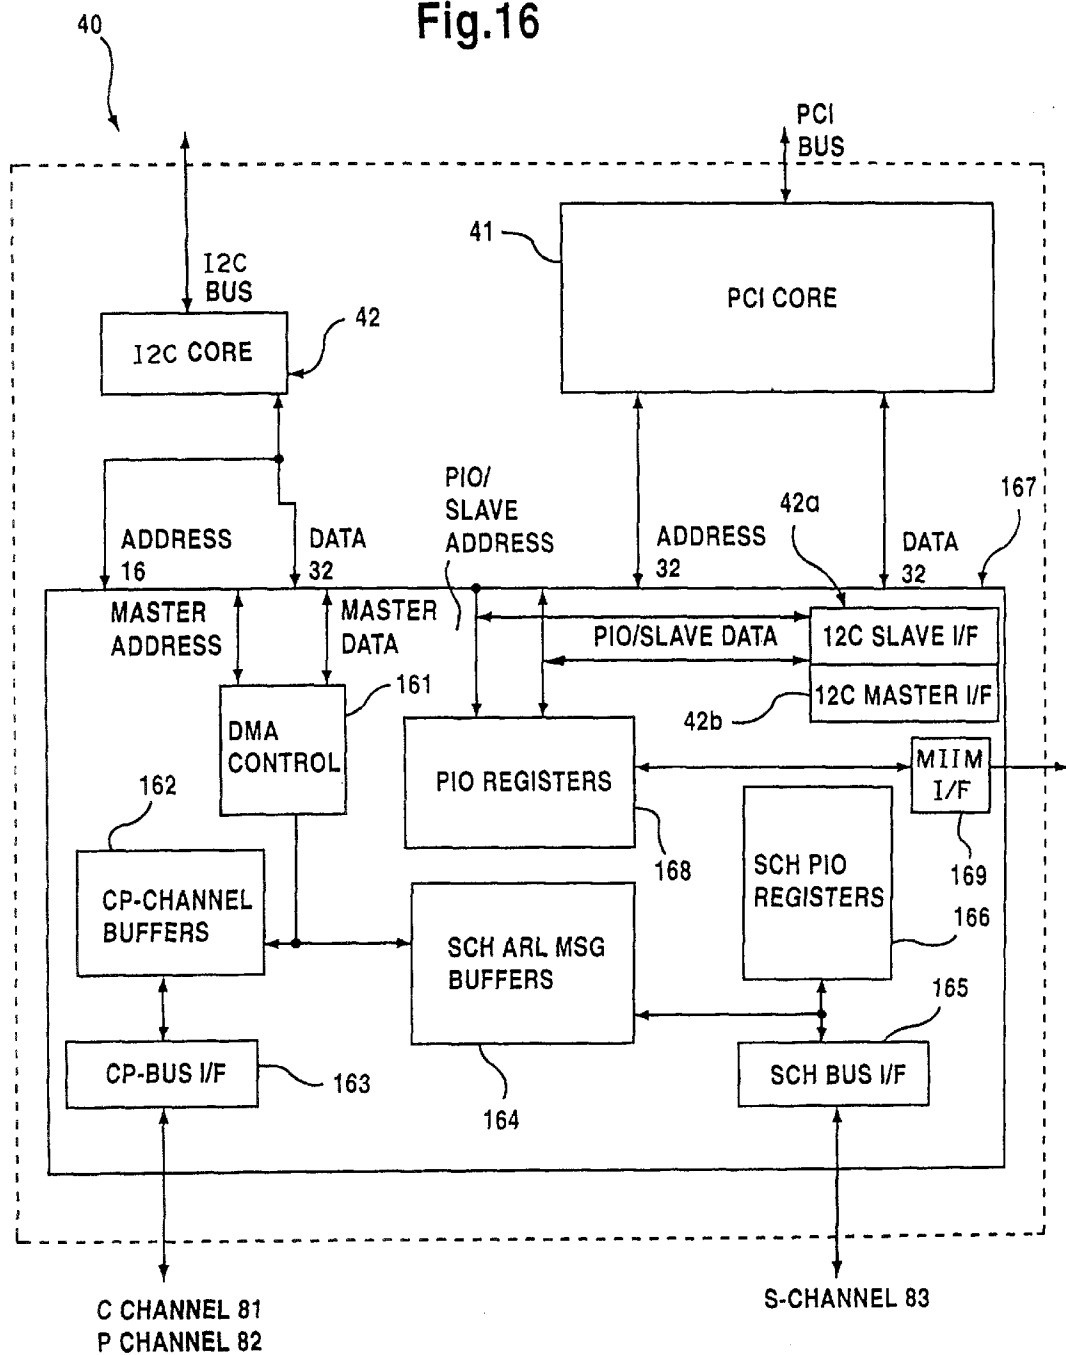 Fig.16
40
PCI
BUS
41
PCI CORE
I2C
BUS
42
I2C CORE
PIO/
SLAVE
ADDRESS
ADDRESS
16
DATA
32
ADDRESS
32
42a
DATA
32
167
MASTER
ADDRESS
MASTER
DATA
PIO/SLAVE DATA
12C SLAVE I/F
12C MASTER I/F
42b
161
DMA
CONTROL
PIO REGISTERS
168
MIIM
I/F
169
162
CP-CHANNEL
BUFFERS
SCH ARL MSG
BUFFERS
164
SCH PIO
REGISTERS
166
165
CP-BUS I/F
163
SCH BUS I/F
C CHANNEL 81
P CHANNEL 82
S-CHANNEL 83